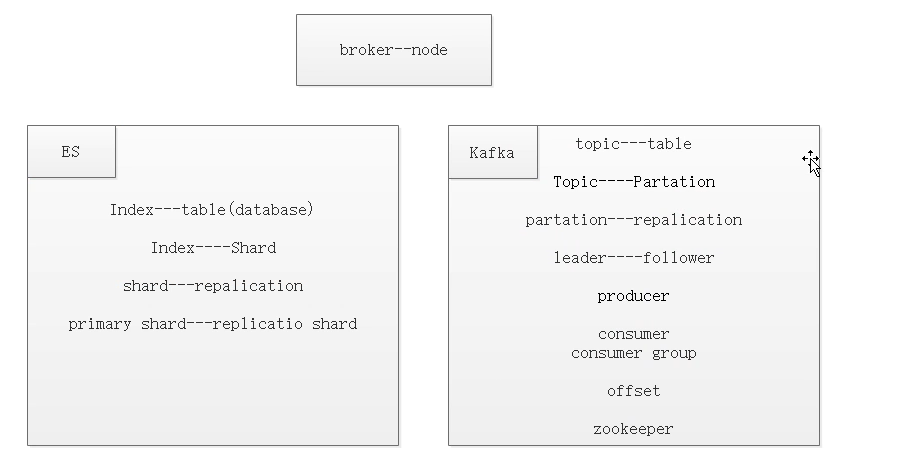 broker--node
ES
Index---table(database)
Index----Shard
shard---repalication
primary shard---replicatio shard
Kafka
topic---table
Topic----Partation
partation---repalication
leader----follower
producer
consumer
consumer group
offset
zookeeper